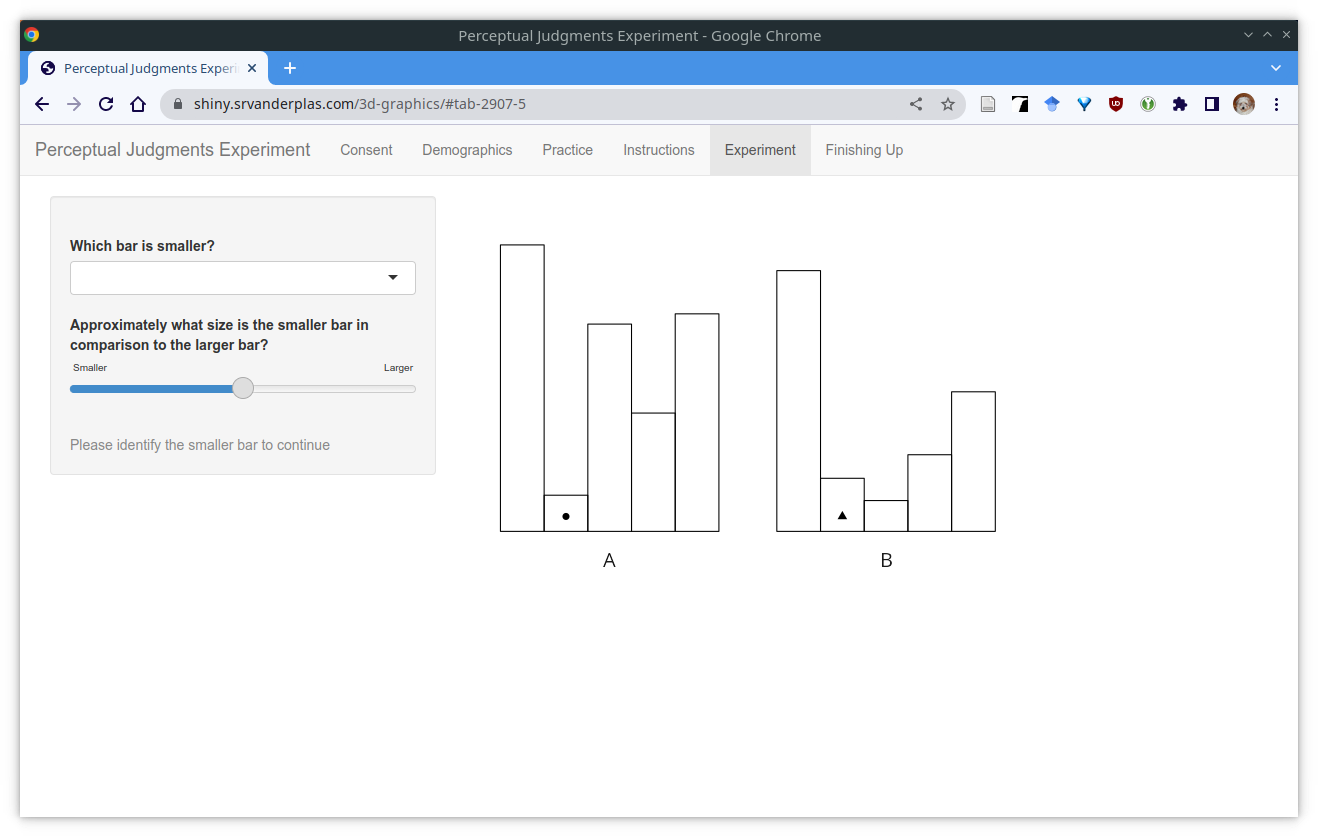 Perceptual Judgments Experiment - Google Chrome
Perceptual Judgments Experi
shiny.srvanderplas.com/3d-graphics/#tab-2907-5
Perceptual Judgments Experiment Consent Demographics Practice Instructions Experiment Finishing Up
Which bar is smaller?
Approximately what size is the smaller bar in
comparison to the larger bar?
Smaller Larger
Please identify the smaller bar to continue
A B